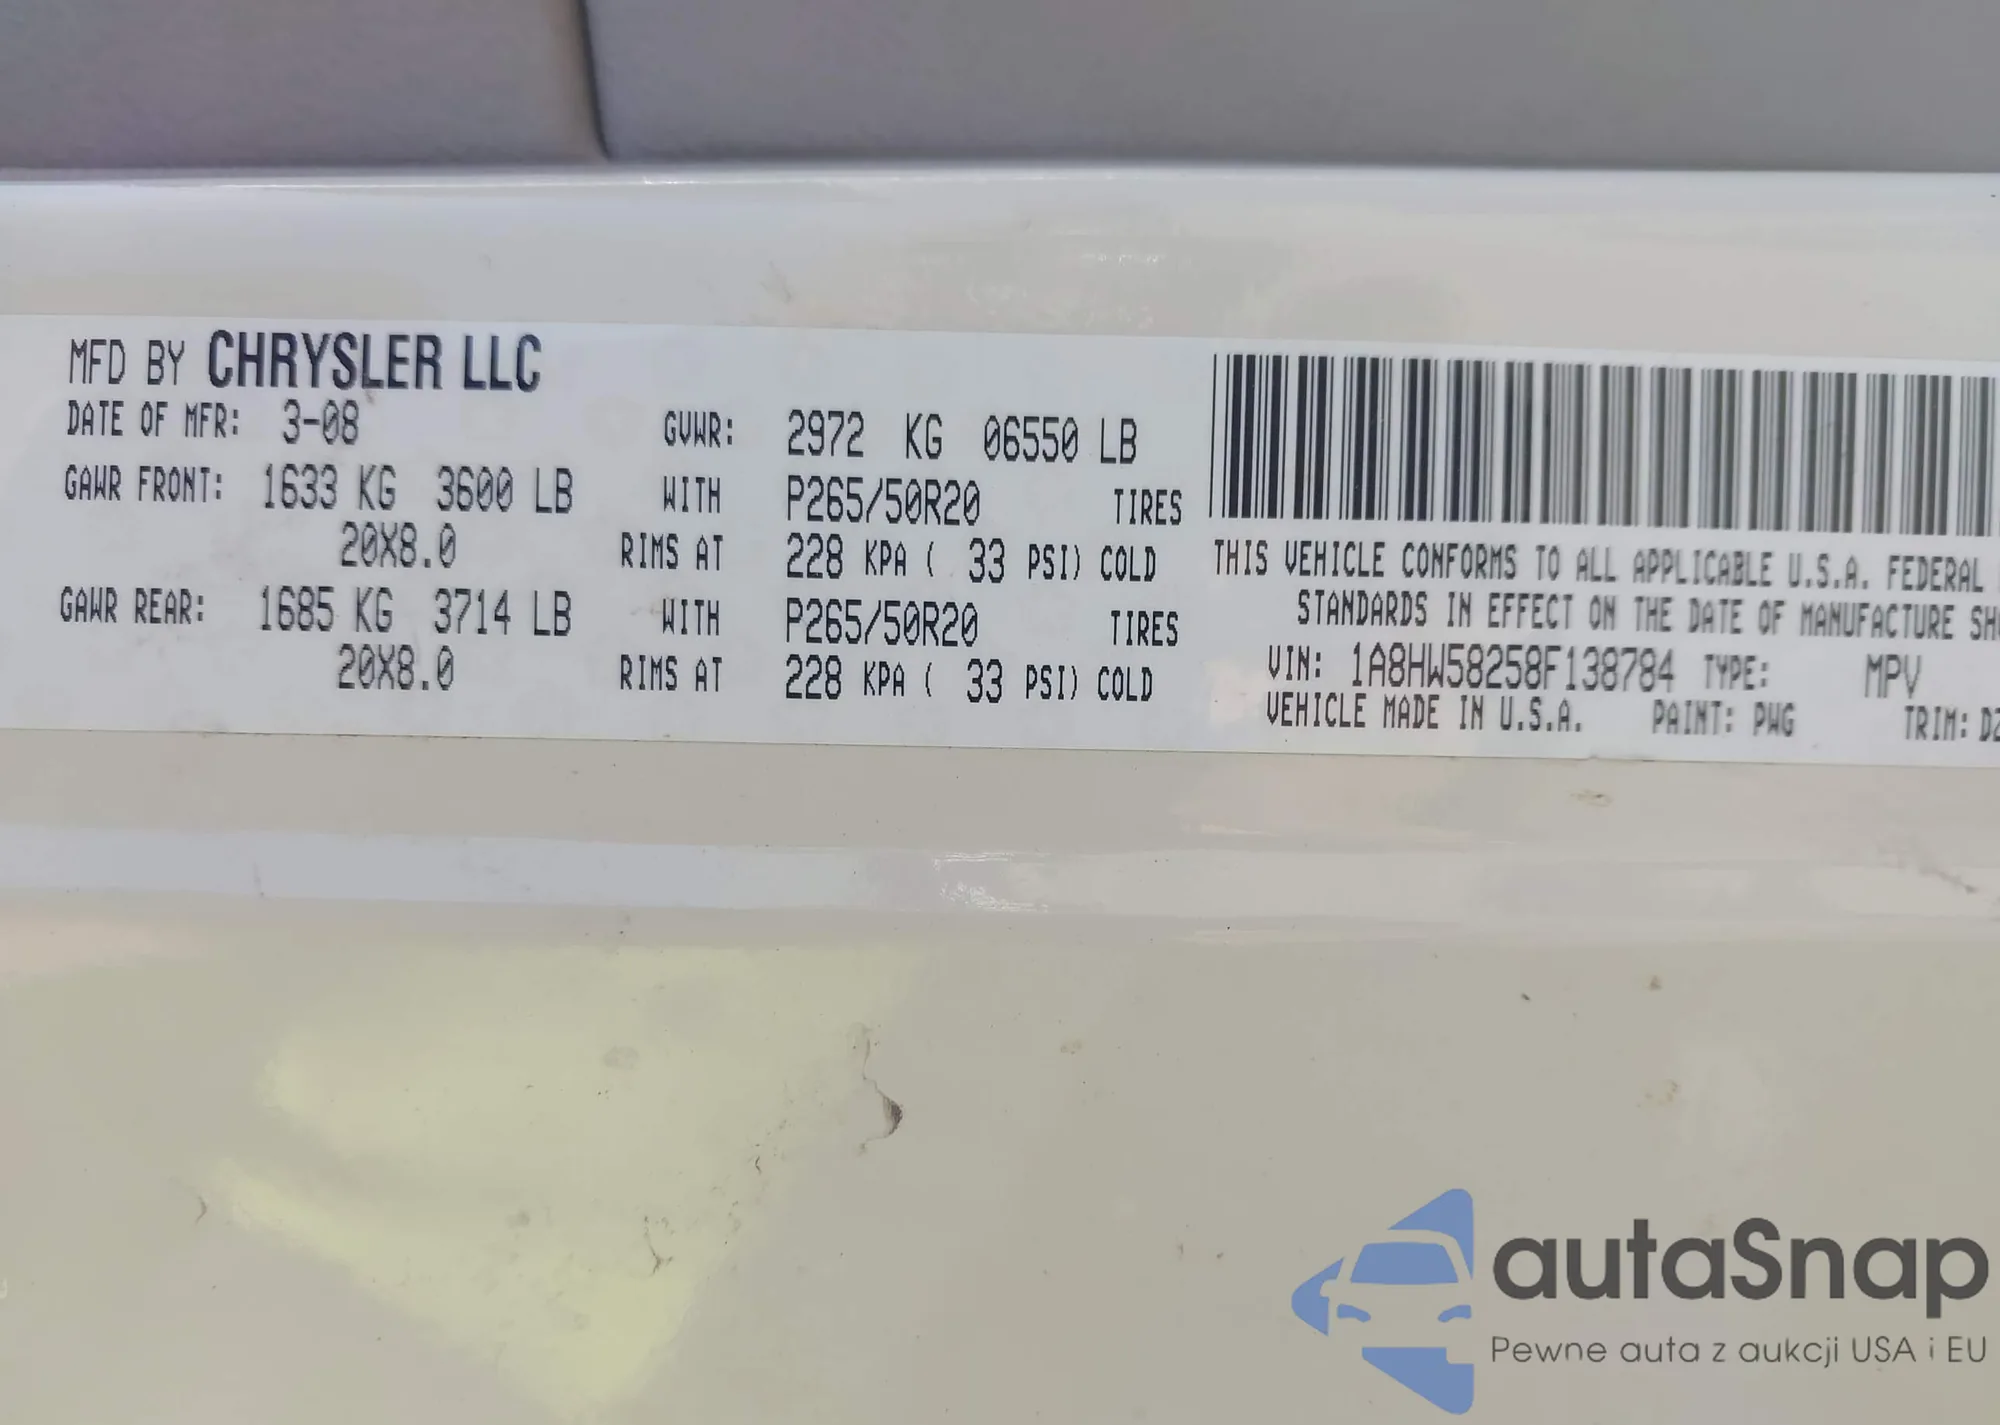 MFD BY CHRYSLER LLC
DATE OF MFR: 3-08 GVWR: 2972 KG 06550 LB
GAWR FRONT: 1633 KG 3600 LB WITH P265/50R20 TIRES
20X8.0 RIMS AT 228 KPA ( 33 PSI) COLD
GAWR REAR: 1685 KG 3714 LB WITH P265/50R20 TIRES
20X8.0 RIMS AT 228 KPA ( 33 PSI) COLD
THIS VEHICLE CONFORMS TO ALL APPLICABLE U.S.A. FEDERAL
STANDARDS IN EFFECT ON THE DATE OF MANUFACTURE
VIN: 1A8HW58258F138784 TYPE: MPV
VEHICLE MADE IN U.S.A. PAINT: PWG TRIM:
autaSnap
Pewne auta z aukcji USA i EU